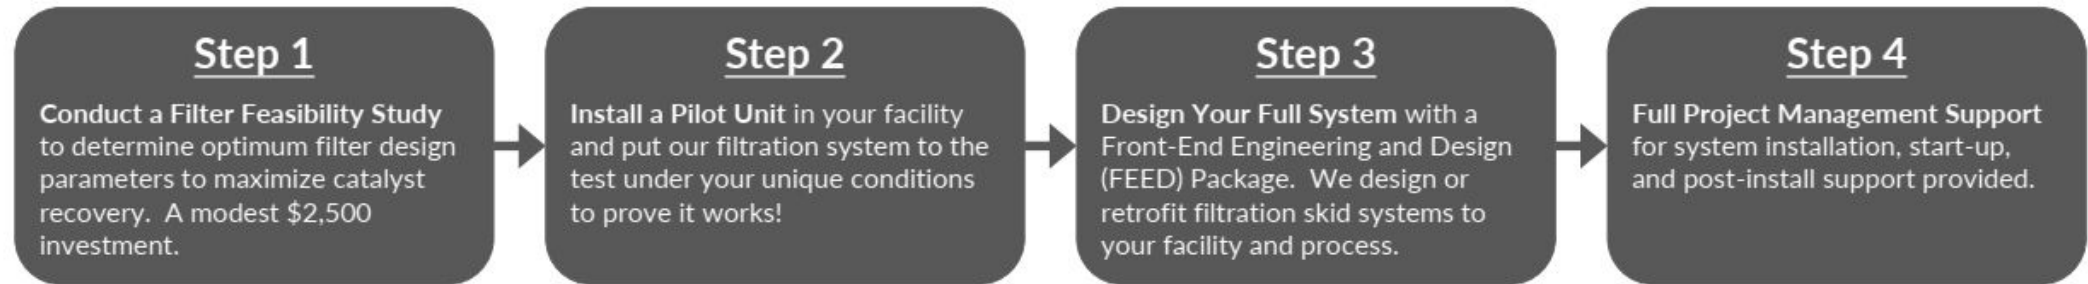 Step 1
Conduct a Filter Feasibility Study
to determine optimum filter design
parameters to maximize catalyst
recovery.  A modest $2,500
investment.
Step 2
Install a Pilot Unit in your facility
and put our filtration system to the
test under your unique conditions
to prove it works!
Step 3
Design Your Full System with a
Front-End Engineering and Design
(FEED) Package.  We design or
retrofit filtration skid systems to
your facility and process.
Step 4
Full Project Management Support
for system installation, start-up,
and post-install support provided.